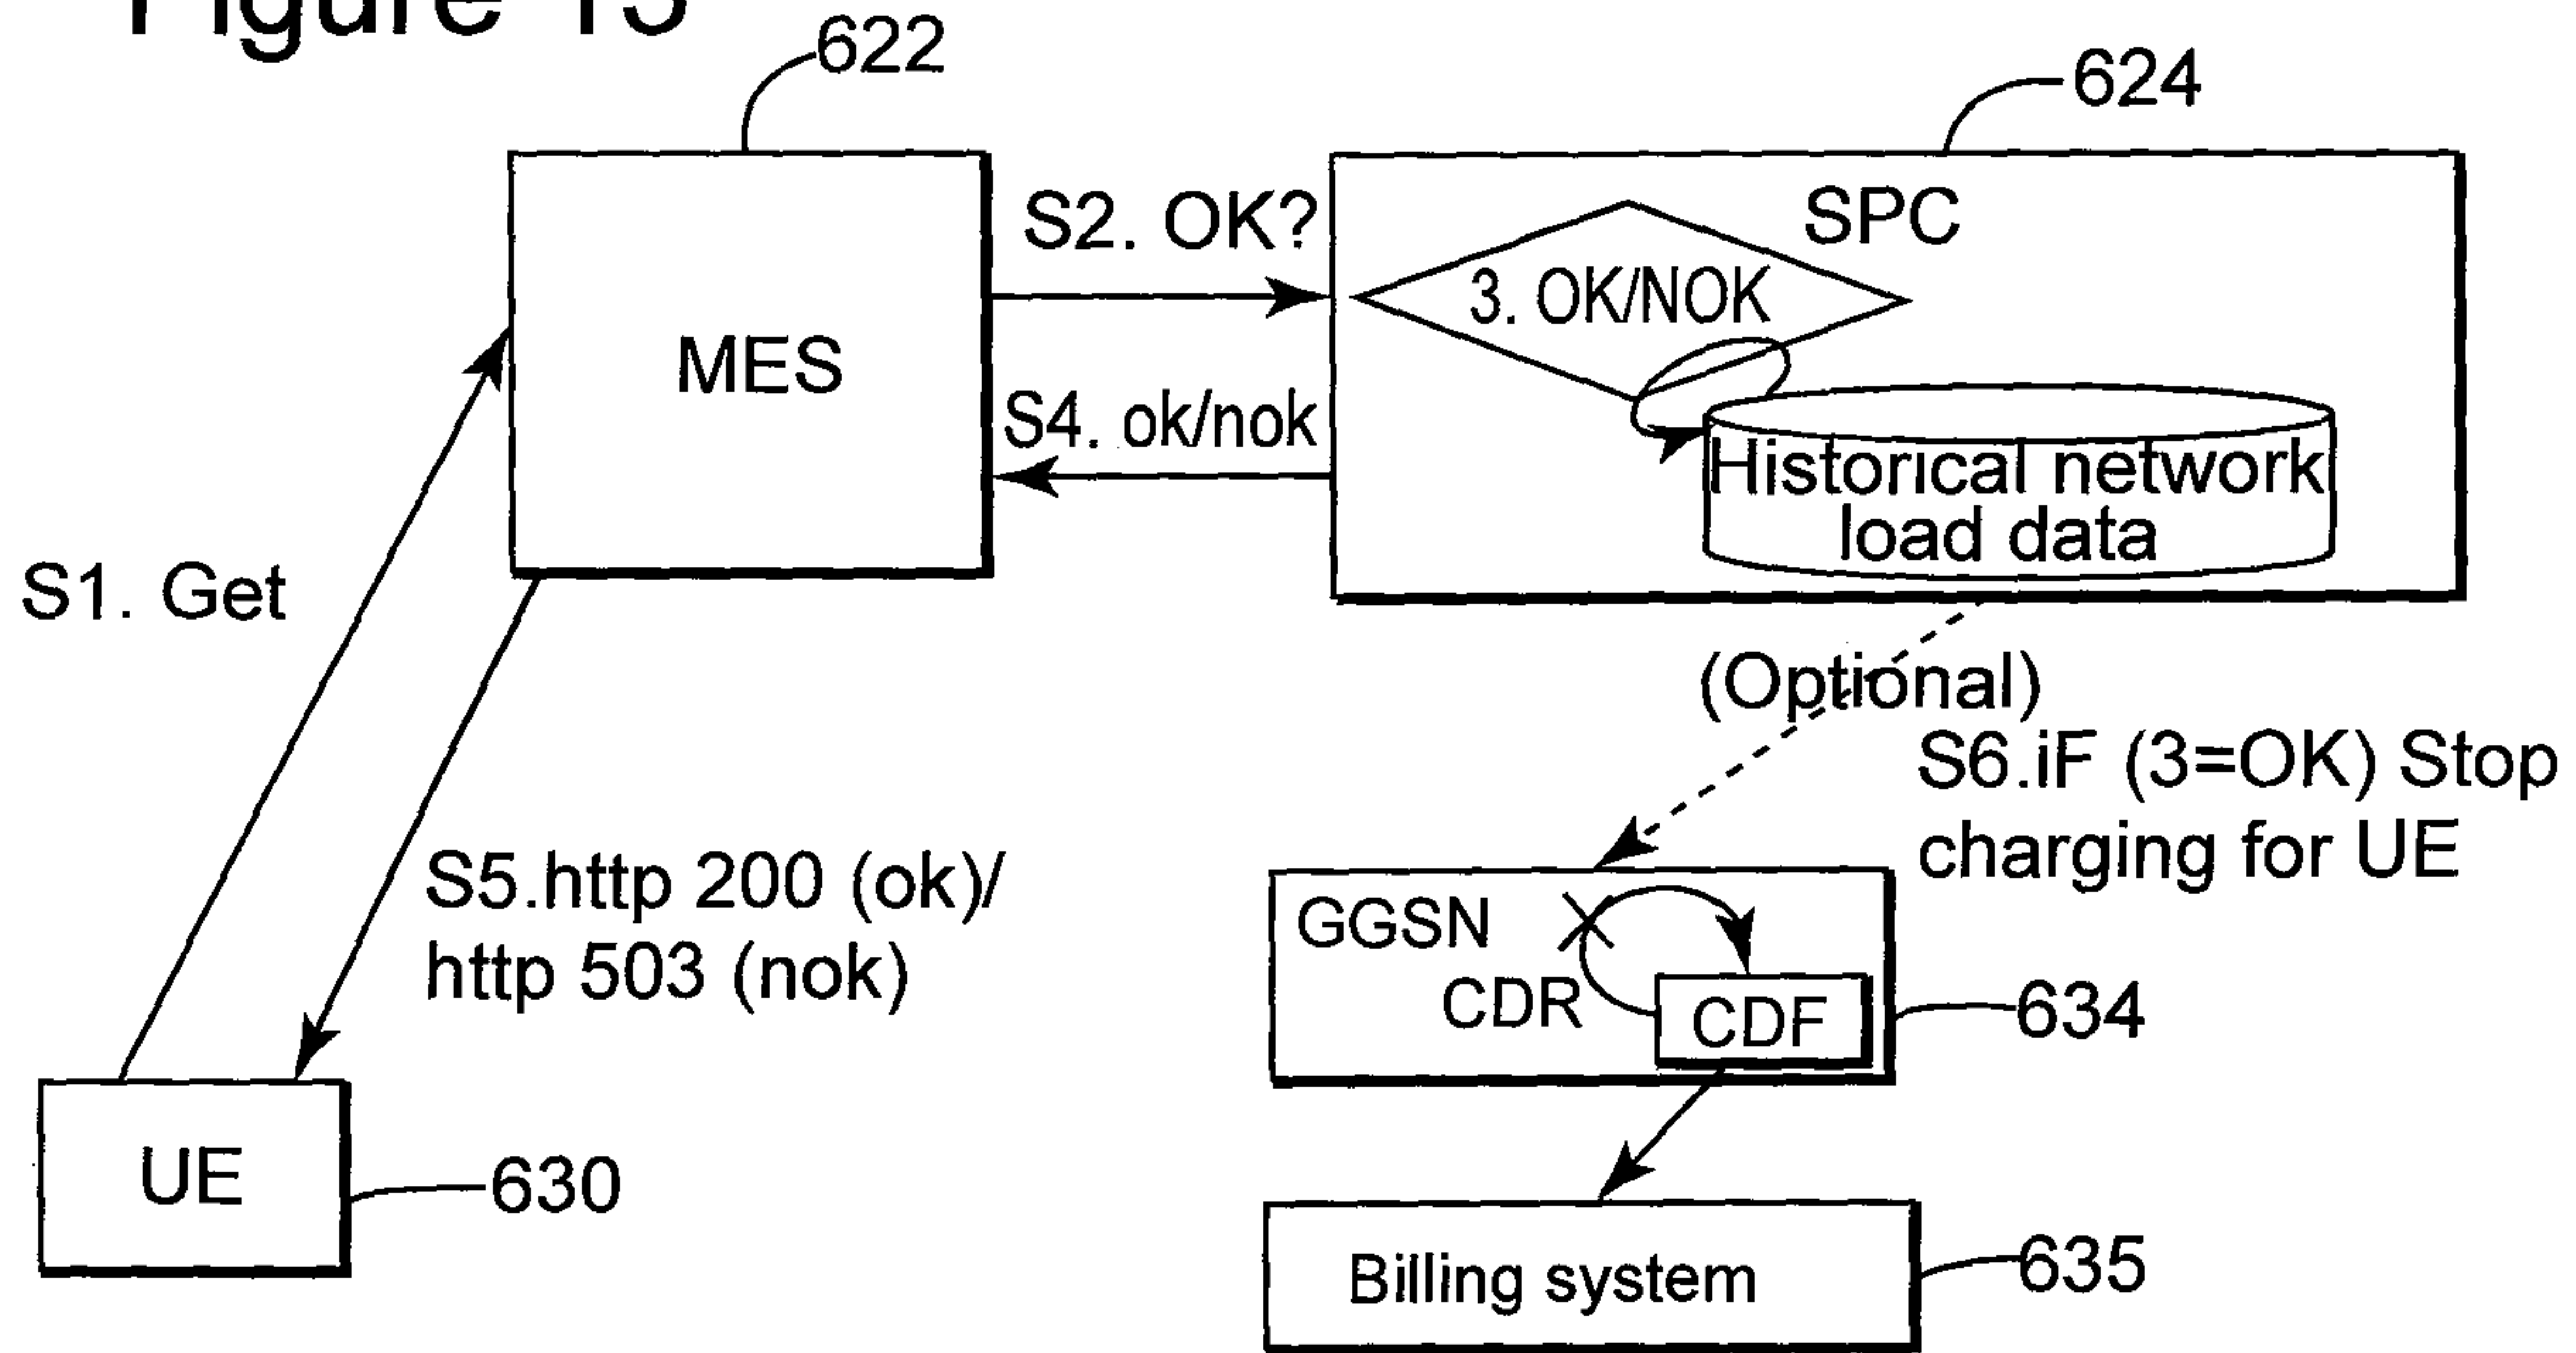 Figure 15
622
624
SPC
S2. OK?
3. OK/NOK
MES
S4. ok/nok
Historical network
load data
S1. Get
(Optional)
S6.iF (3=OK) Stop
charging for UE
S5.http 200 (ok)/
http 503 (nok)
GGSN
CDR
CDF
634
UE
630
Billing system
635